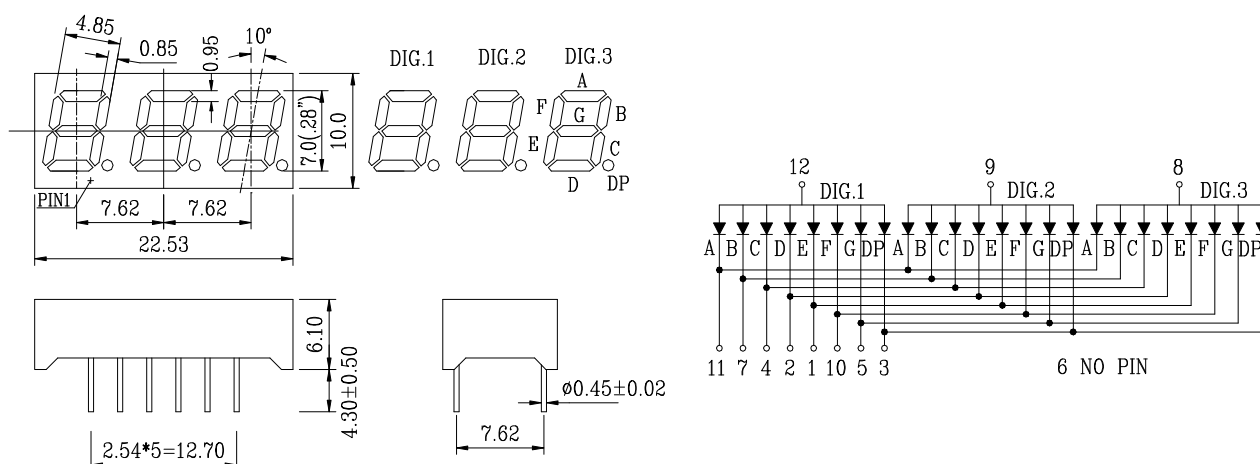 4.85
0.85
0.95
10°
7.0(.28")
10.0
PIN1
7.62 7.62
22.53
DIG.1 DIG.2 DIG.3
A
F G B
E C
D DP
12 9 8
DIG.1 DIG.2 DIG.3
A B C D E F G DP A B C D E F G DP A B C D E F G DP
11 7 4 2 1 10 5 3
6 NO PIN
6.10
4.30±0.50
2.54*5=12.70
ø0.45±0.02
7.62